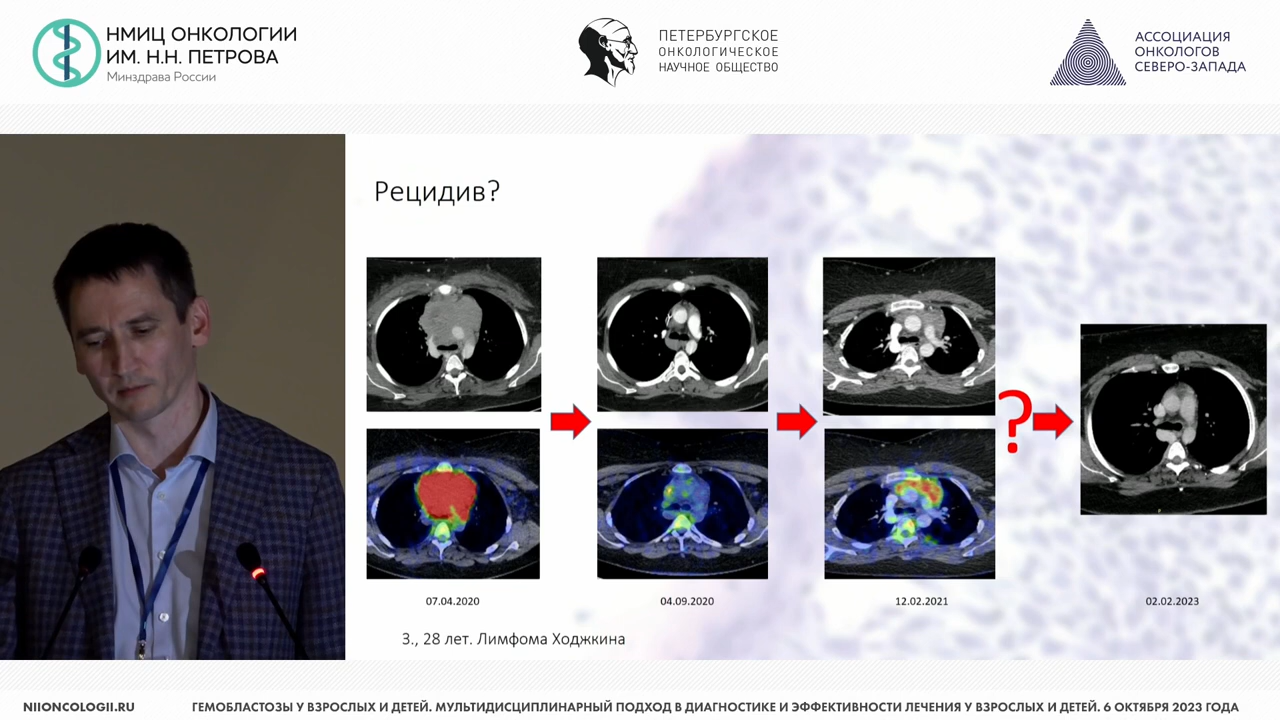 НМИЦ ОНКОЛОГИИ
ИМ. Н.Н. ПЕТРОВА
Минздрава России
ПЕТЕРБУРГСКОЕ
ОНКОЛОГИЧЕСКОЕ
НАУЧНОЕ ОБЩЕСТВО
АССОЦИАЦИЯ
ОНКОЛОГОВ
СЕВЕРО-ЗАПАДА
Рецидив?
?
07.04.2020
04.09.2020
12.02.2021
02.02.2023
З., 28 лет. Лимфома Ходжкина
NIIONCOLOGII.RU
ГЕМОБЛАСТОЗЫ У ВЗРОСЛЫХ И ДЕТЕЙ. МУЛЬТИДИСЦИПЛИНАРНЫЙ ПОДХОД В ДИАГНОСТИКЕ И ЭФФЕКТИВНОСТИ ЛЕЧЕНИЯ У ВЗРОСЛЫХ И ДЕТЕЙ. 6 ОКТЯБРЯ 2023 ГОДА